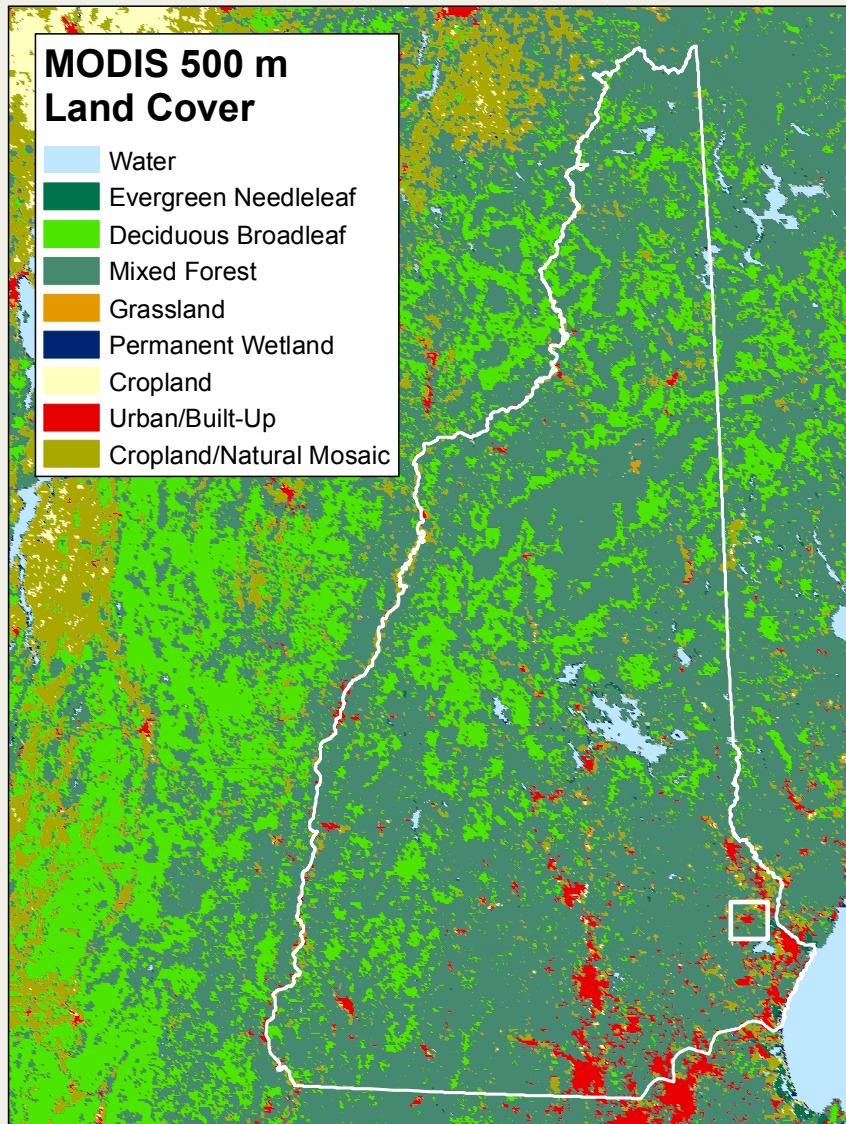 MODIS 500 m
Land Cover
Water
Evergreen Needleleaf
Deciduous Broadleaf
Mixed Forest
Grassland
Permanent Wetland
Cropland
Urban/Built-Up
Cropland/Natural Mosaic